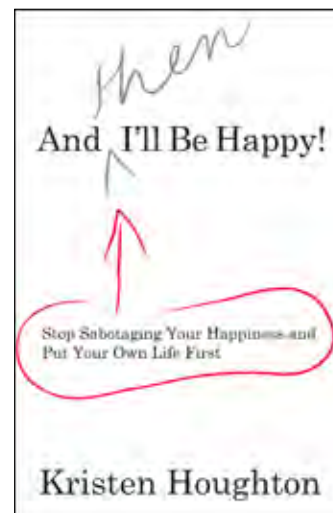 then
And I'll Be Happy!
Stop Sabotaging Your Happiness and
Put Your Own Life First
Kristen Houghton